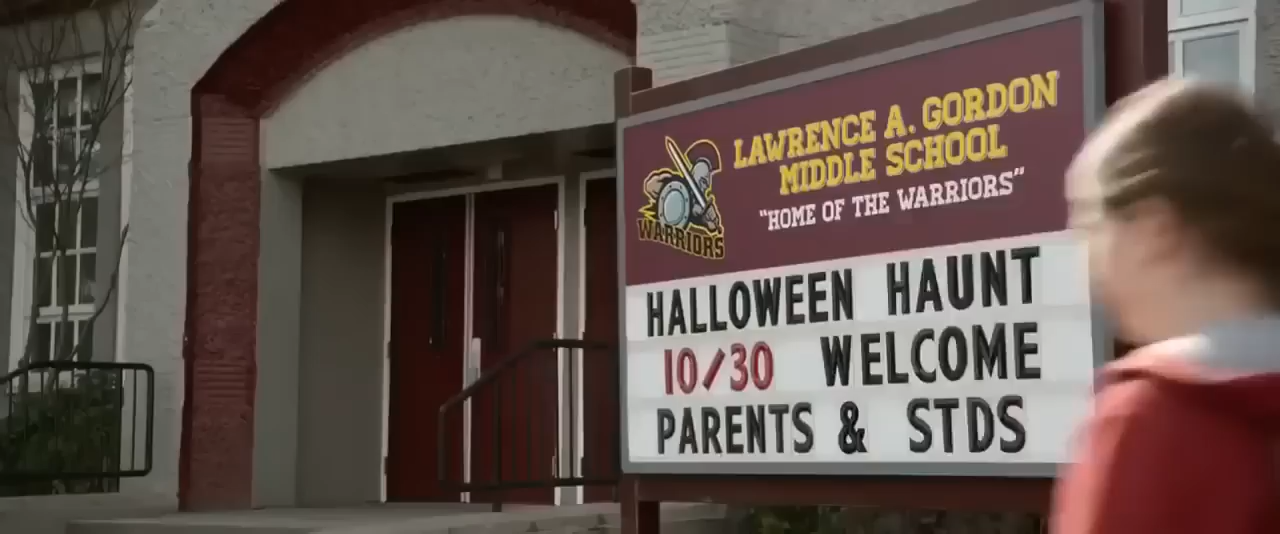 LAWRENCE A. GORDON
MIDDLE SCHOOL
"HOME OF THE WARRIORS"
WARRIORS
HALLOWEEN HAUNT
10/30 WELCOME
PARENTS & STDS